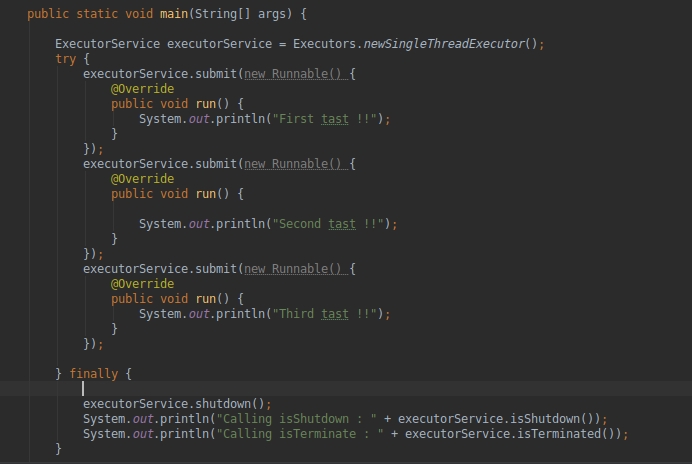 public static void main(String[] args) {
ExecutorService executorService = Executors.newSingleThreadExecutor();
try {
executorService.submit(new Runnable() {
@Override
public void run() {
System.out.println("First tast !!");
}
});
executorService.submit(new Runnable() {
@Override
public void run() {
System.out.println("Second tast !!");
}
});
executorService.submit(new Runnable() {
@Override
public void run() {
System.out.println("Third tast !!");
}
});
} finally {
executorService.shutdown();
System.out.println("Calling isShutdown : " + executorService.isShutdown());
System.out.println("Calling isTerminate : " + executorService.isTerminated());
}